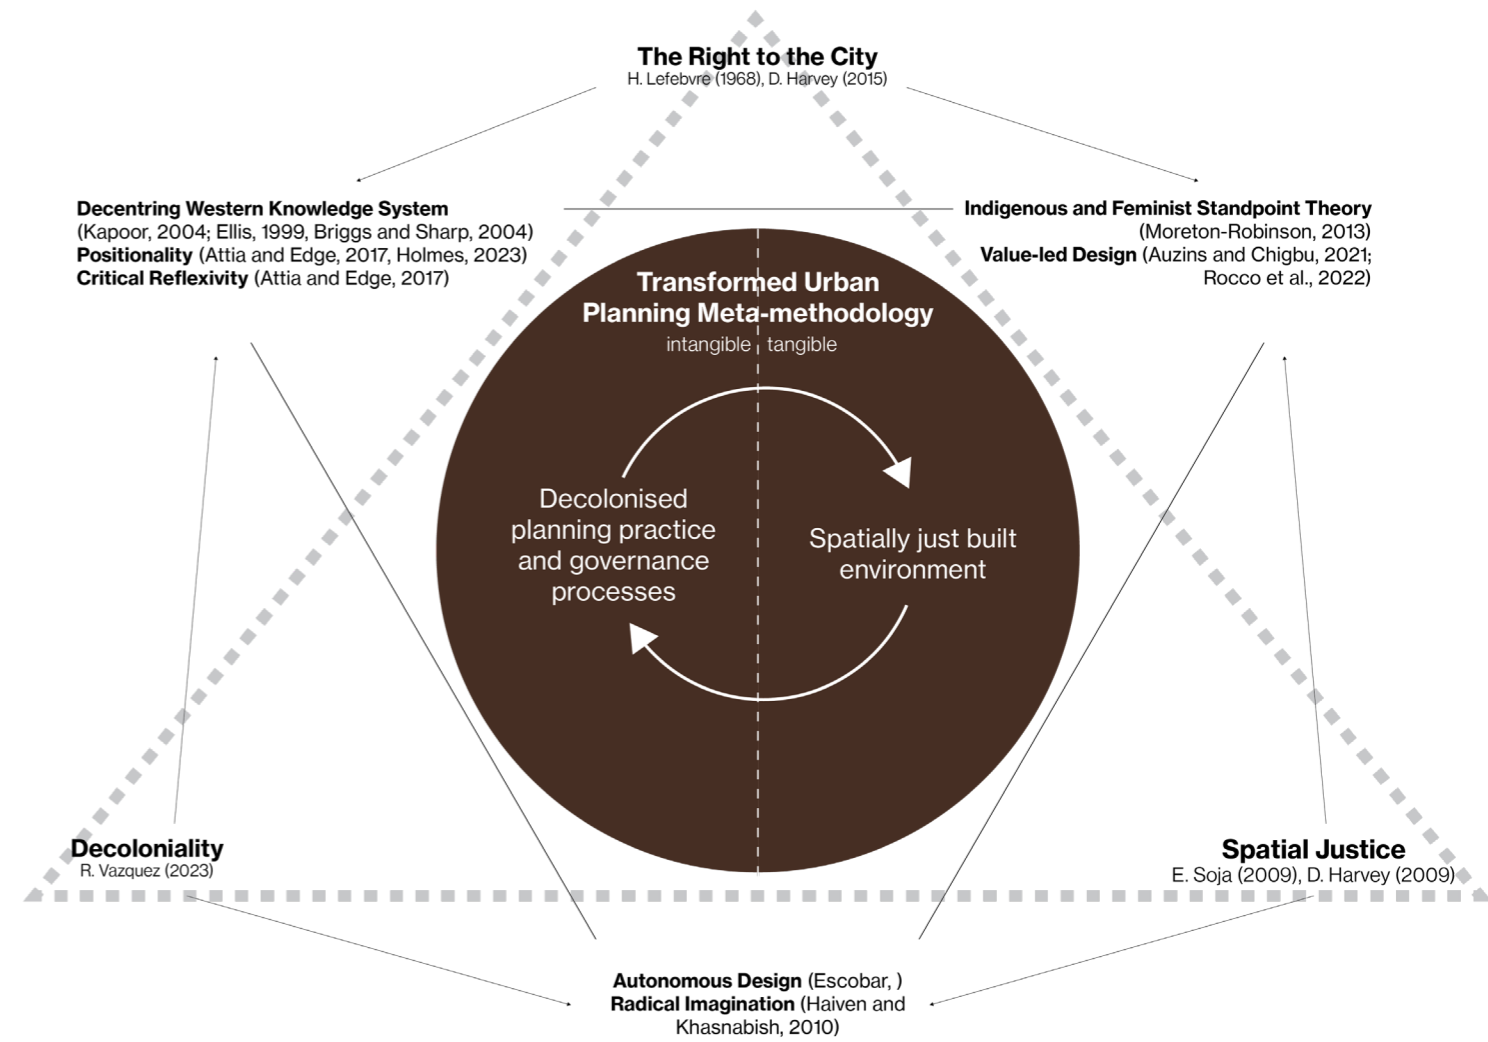 The Right to the City
H. Lefebvre (1968), D. Harvey (2015)
Decentring Western Knowledge System
(Kapoor, 2004; Ellis, 1999, Briggs and Sharp, 2004)
Positionality (Attia and Edge, 2017, Holmes, 2023)
Critical Reflexivity (Attia and Edge, 2017)
Indigenous and Feminist Standpoint Theory
(Moreton-Robinson, 2013)
Value-led Design (Auzins and Chigbu, 2021;
Rocco et al., 2022)
Transformed Urban
Planning Meta-methodology
intangible tangible
Decolonised
planning practice
and governance
processes
Spatially just built
environment
Decoloniality
R. Vazquez (2023)
Spatial Justice
E. Soja (2009), D. Harvey (2009)
Autonomous Design (Escobar, )
Radical Imagination (Haiven and
Khasnabish, 2010)